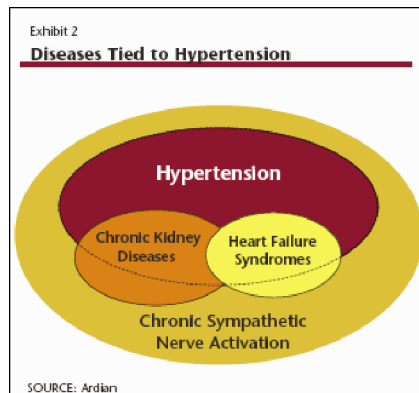 Exhibit 2
Diseases Tied to Hypertension
Hypertension
Chronic Kidney
Diseases
Heart Failure
Syndromes
Chronic Sympathetic
Nerve Activation
SOURCE: Ardian